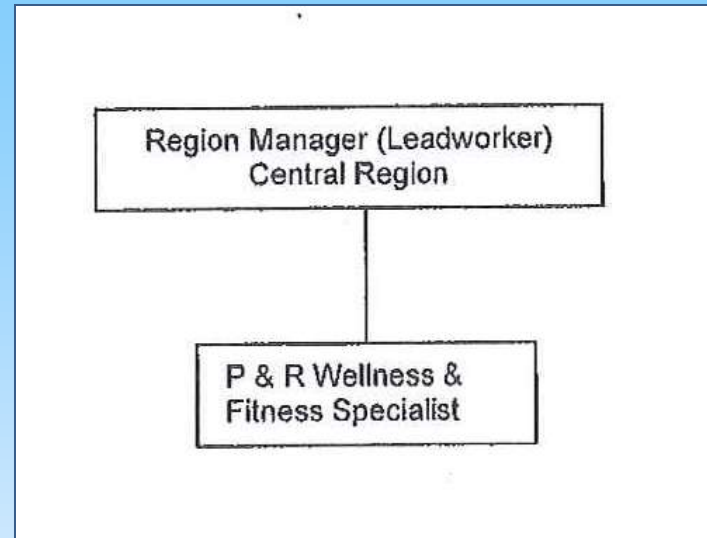 Region Manager (Leadworker)
Central Region
P & R Wellness &
Fitness Specialist